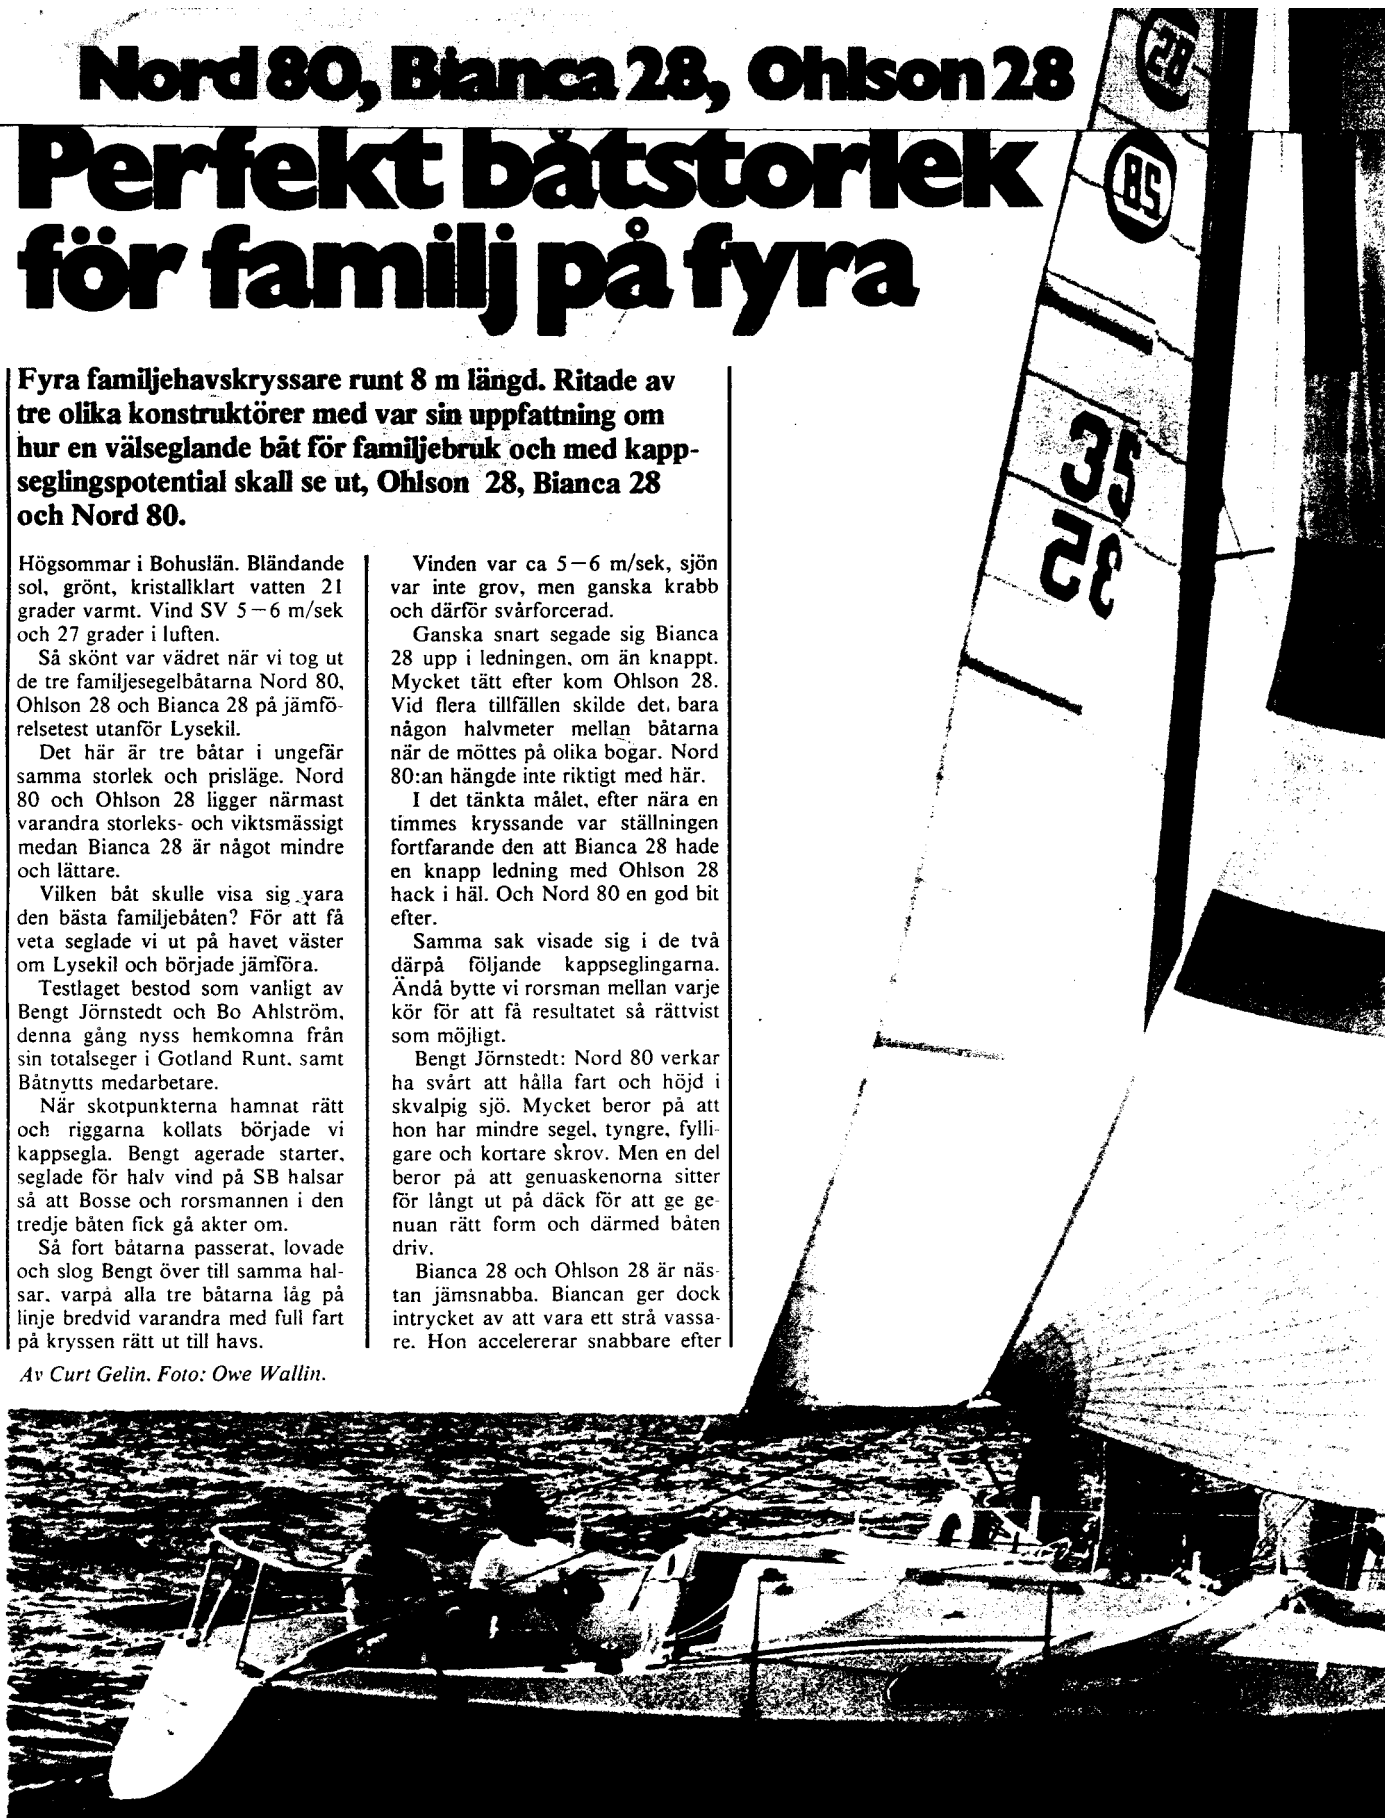 Nord 80, Bianca 28, Ohlson 28
Perfekt båtstorlek
för familj på fyra
Fyra familjehavskryssare runt 8 m längd. Ritade av
tre olika konstruktörer med var sin uppfattning om
hur en välseglande båt för familjebruk och med kapp-
seglingspotential skall se ut, Ohlson 28, Bianca 28
och Nord 80.
Högsommar i Bohuslän. Bländande
sol, grönt, kristallklart vatten 21
grader varmt. Vind SV 5—6 m/sek
och 27 grader i luften.
Så skönt var vädret när vi tog ut
de tre familjesegelbåtarna Nord 80,
Ohlson 28 och Bianca 28 på jämfö-
relsetest utanför Lysekil.
Det här är tre båtar i ungefär
samma storlek och prisläge. Nord
80 och Ohlson 28 ligger närmast
varandra storleks- och viktsmässigt
medan Bianca 28 är något mindre
och lättare.
Vilken båt skulle visa sig vara
den bästa familjebåten? För att få
veta seglade vi ut på havet väster
om Lysekil och började jämföra.
Testlaget bestod som vanligt av
Bengt Jörnstedt och Bo Ahlström,
denna gång nyss hemkomna från
sin totalseger i Gotland Runt, samt
Båtnytts medarbetare.
När skotpunkterna hamnat rätt
och riggarna kollats började vi
kappsegla. Bengt agerade starter,
seglade för halv vind på SB halsar
så att Bosse och rorsmannen i den
tredje båten fick gå akter om.
Så fort båtarna passerat, lovade
och slog Bengt över till samma hal-
sar, varpå alla tre båtarna låg på
linje bredvid varandra med full fart
på kryssen rätt ut till havs.
Av Curt Gelin. Foto: Owe Wallin.
Vinden var ca 5—6 m/sek, sjön
var inte grov, men ganska krabb
och därför svårforcerad.
Ganska snart segade sig Bianca
28 upp i ledningen, om än knappt.
Mycket tätt efter kom Ohlson 28.
Vid flera tillfällen skilde det bara
någon halvmeter mellan båtarna
när de möttes på olika bogar. Nord
80:an hängde inte riktigt med här.
I det tänkta målet, efter nära en
timmes kryssande var ställningen
fortfarande den att Bianca 28 hade
en knapp ledning med Ohlson 28
hack i häl. Och Nord 80 en god bit
efter.
Samma sak visade sig i de två
därpå följande kappseglingarna.
Ändå bytte vi rorsman mellan varje
kör för att få resultatet så rättvist
som möjligt.
Bengt Jörnstedt: Nord 80 verkar
ha svårt att hålla fart och höjd i
skvalpig sjö. Mycket beror på att
hon har mindre segel, tyngre, fylli-
gare och kortare skrov. Men en del
beror på att genuaskenorna sitter
för långt ut på däck för att ge ge-
nuan rätt form och därmed båten
driv.
Bianca 28 och Ohlson 28 är näs-
tan jämsnabba. Biancan ger dock
intrycket av att vara ett strå vassa-
re. Hon accelererar snabbare efter
28
35